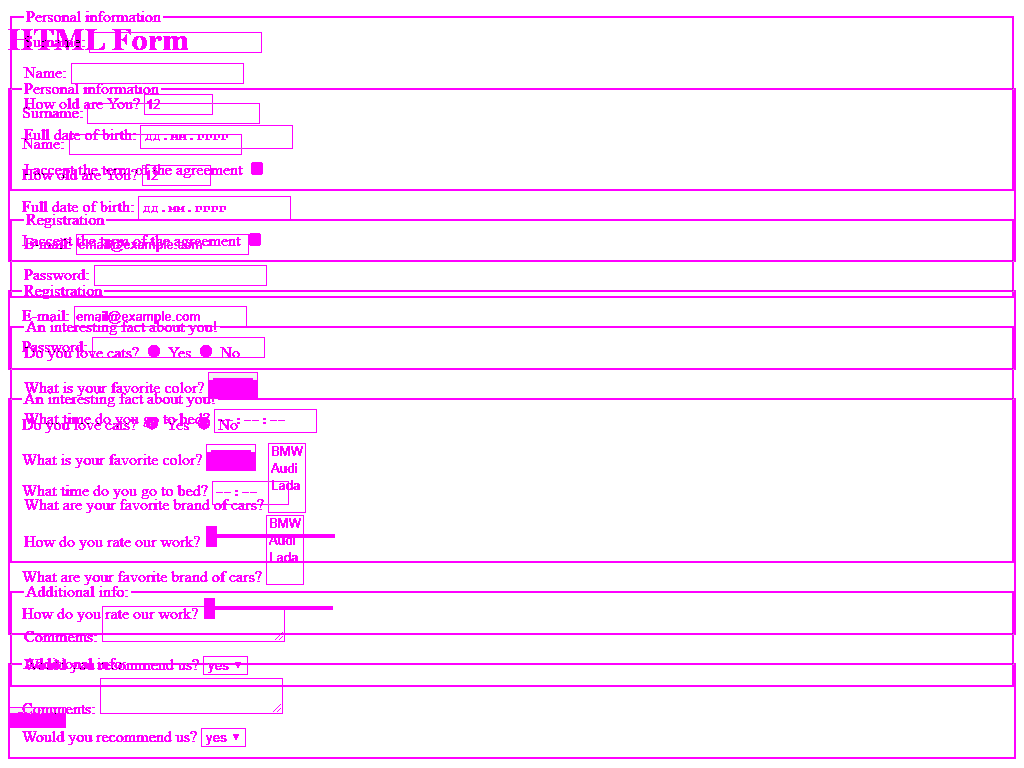 Personal information
HTML Form
Surname:
Name:
Personal information
How old are You? 12
Surname:
Full date of birth: дд.мм.гггг
Name:
I accept the term of the agreement
How old are You? 12
Full date of birth: дд.мм.гггг
Registration
I accept the term of the agreement
E-mail: email@example.com
Password:
Registration
E-mail: email@example.com
An interesting fact about you!
Password:
Do you love cats? Yes No
What is your favorite color?
An interesting fact about you!
What time do you go to bed? --:--:--
Do you love cats? Yes No
BMW
What is your favorite color?
Audi
Lada
What time do you go to bed? --:--
What are your favorite brand of cars?
BMW
How do you rate our work?
Audi
Lada
What are your favorite brand of cars?
Additional info:
How do you rate our work?
Comments:
Additional info:
Would you recommend us? yes
Comments:
Would you recommend us? yes